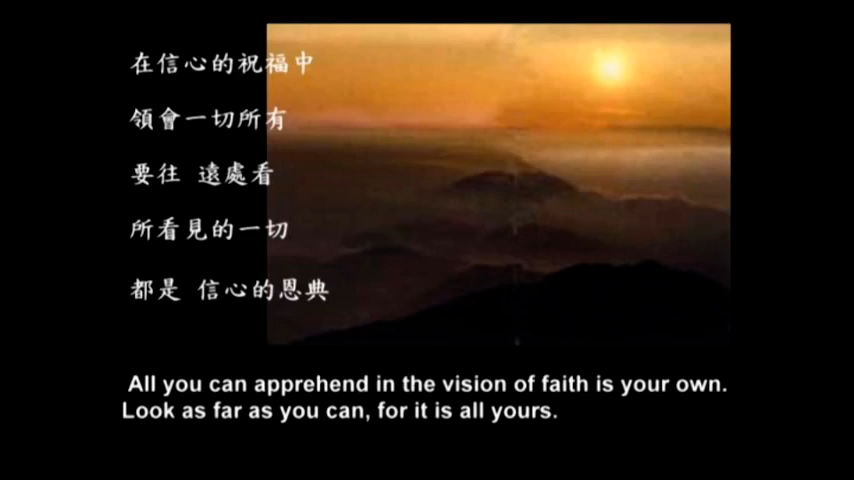 在信心的祝福中
領會一切所有
要往 遠處看
所看見的一切
都是 信心的恩典
All you can apprehend in the vision of faith is your own.
Look as far as you can, for it is all yours.